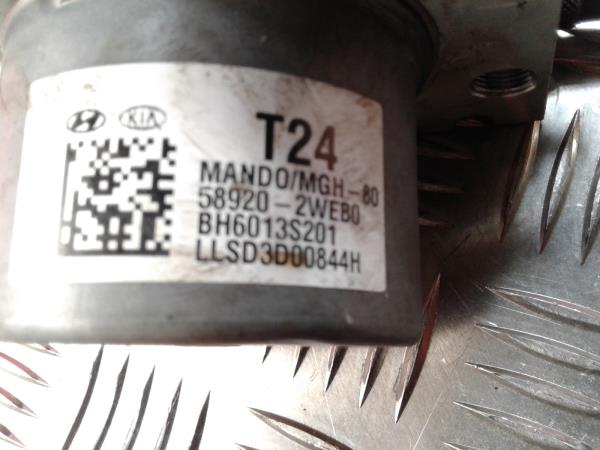 KIA
T24
MANDO/MGH-80
58920-2WEB0
BH6013S201
LLSD3D00844H